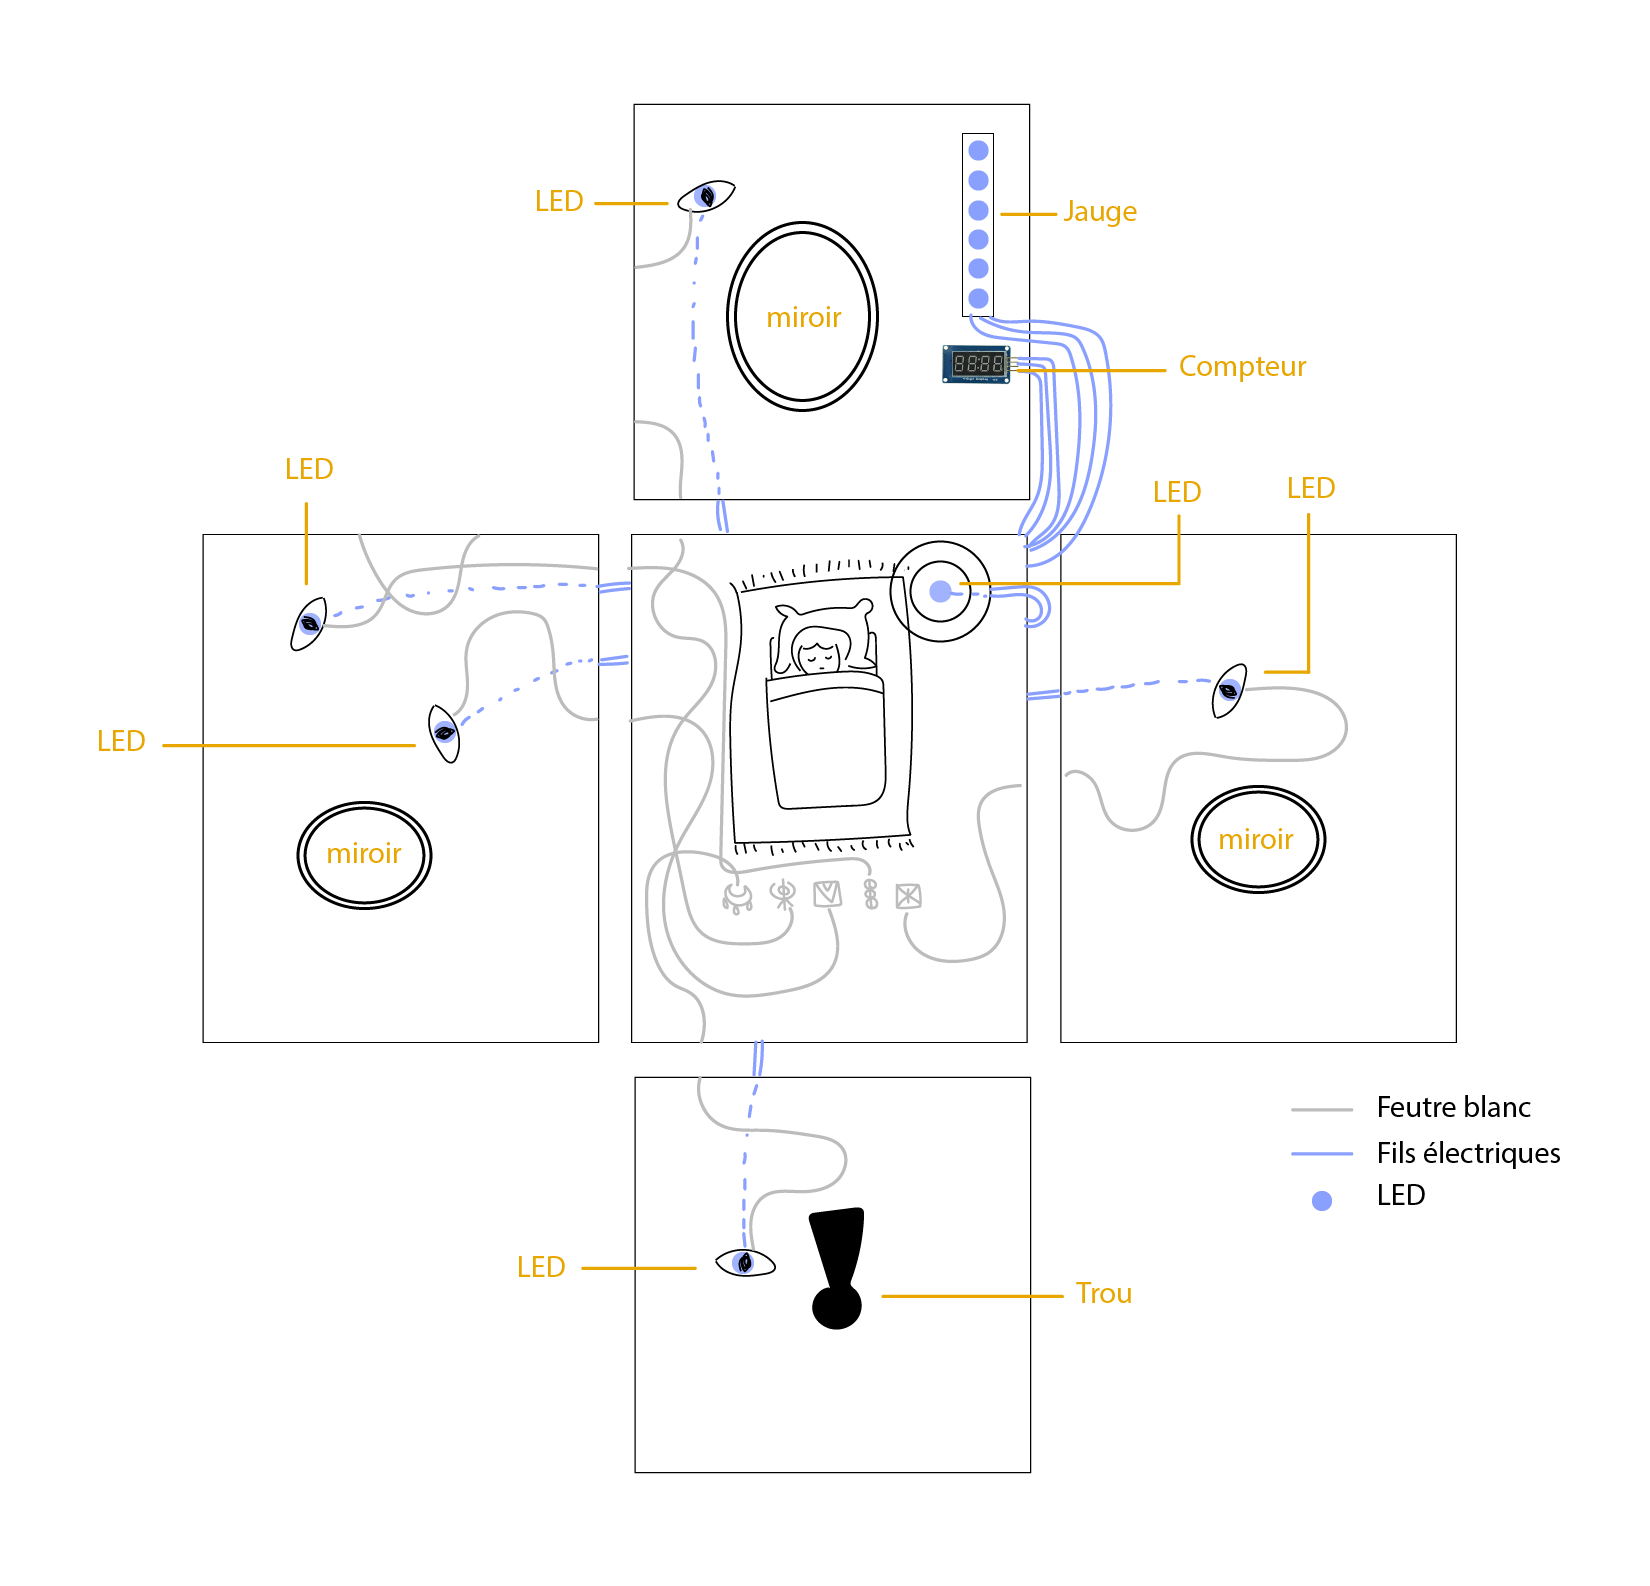 LED
Jauge
miroir
Compteur
LED
LED
LED
LED
miroir
miroir
Feutre blanc
Fils électriques
LED
LED
Trou